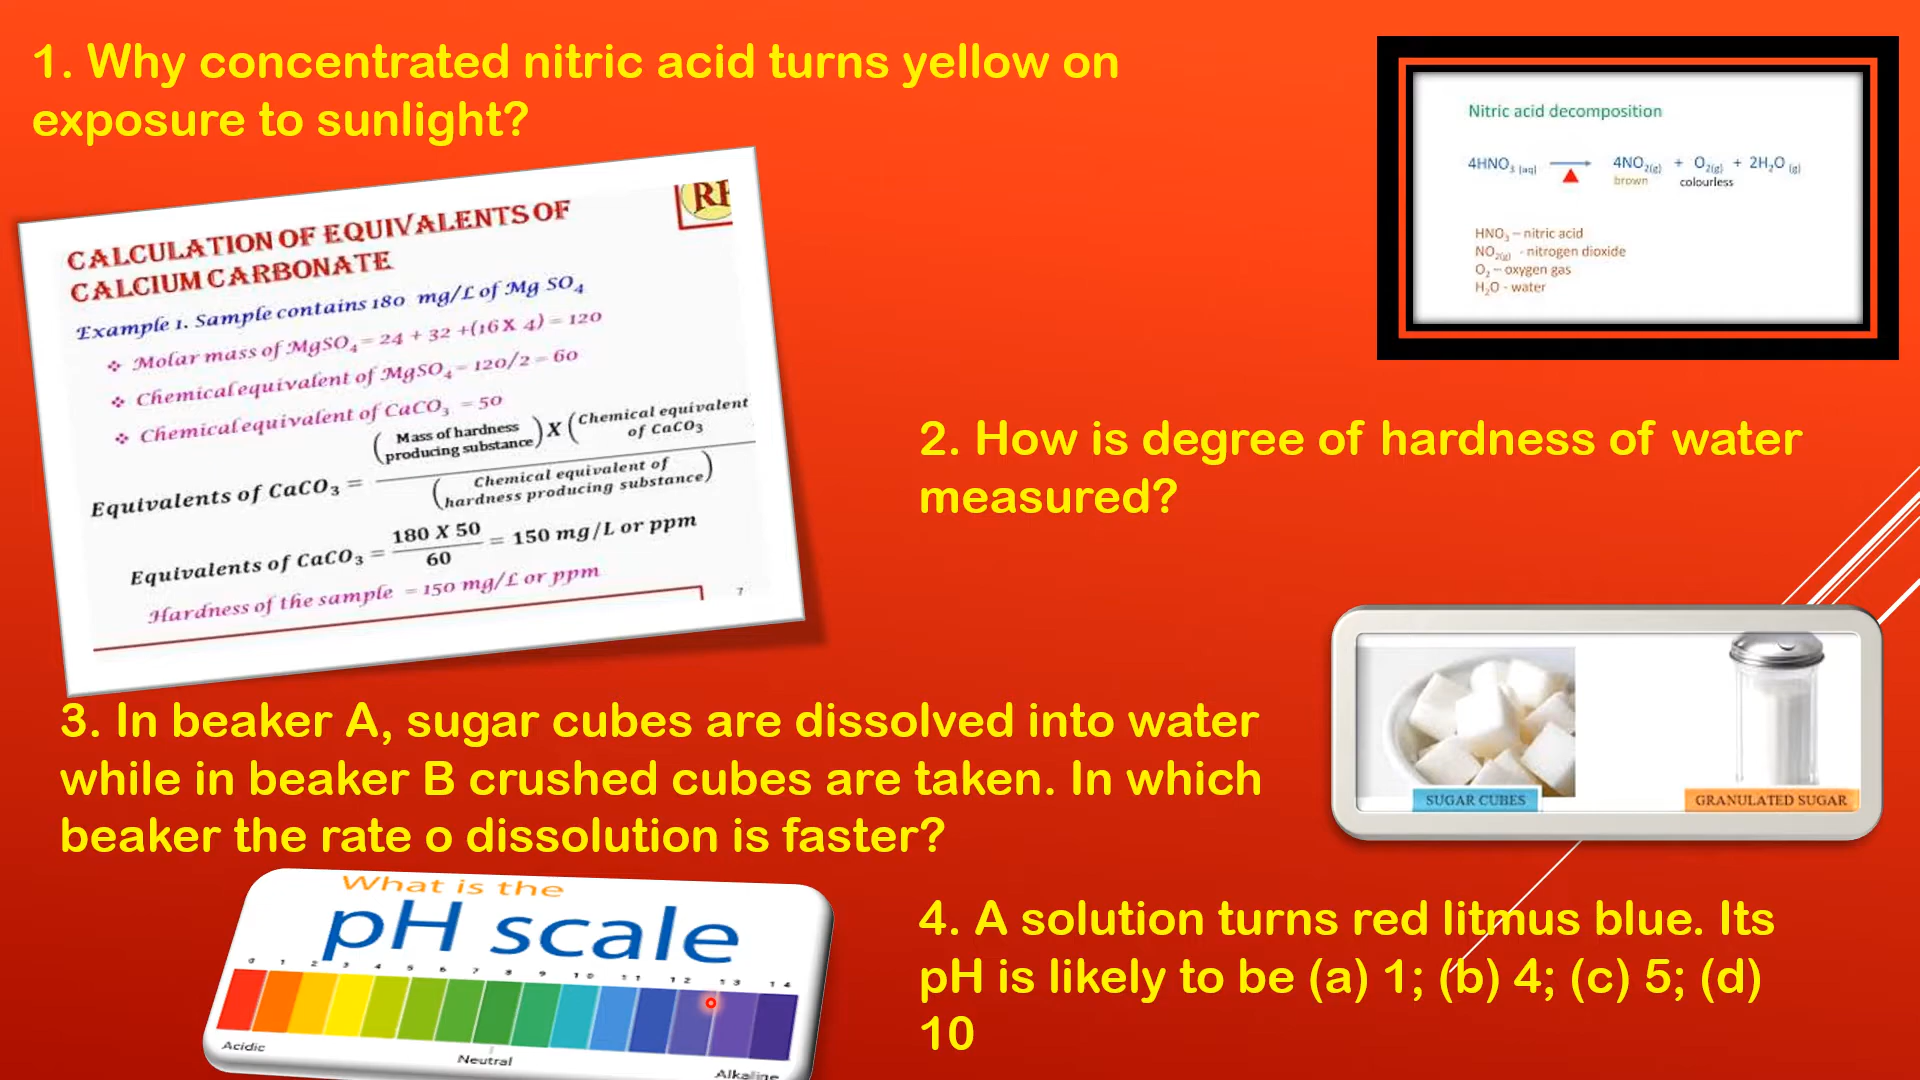 1. Why concentrated nitric acid turns yellow on
exposure to sunlight?
Nitric acid decomposition
4HNO3 (aq) 4NO2(g) + O2(g) + 2H2O (g)
brown colourless
HNO3 – nitric acid
NO2(g) - nitrogen dioxide
O2 – oxygen gas
H2O - water
CALCULATION OF EQUIVALENTS OF
CALCIUM CARBONATE
Example 1. Sample contains 180 mg/L of Mg SO4
❖ Molar mass of MgSO4 = 24 + 32 +(16 X 4) = 120
❖ Chemical equivalent of MgSO4 = 120/2 = 60
❖ Chemical equivalent of CaCO3 = 50
Equivalents of CaCO3 = (Mass of hardness producing substance) X (Chemical equivalent of CaCO3) / (Chemical equivalent of hardness producing substance)
Equivalents of CaCO3 = 180 X 50 / 60 = 150 mg/L or ppm
Hardness of the sample = 150 mg/L or ppm
7
2. How is degree of hardness of water
measured?
SUGAR CUBES
GRANULATED SUGAR
3. In beaker A, sugar cubes are dissolved into water
while in beaker B crushed cubes are taken. In which
beaker the rate o dissolution is faster?
What is the
pH scale
0 1 2 3 4 5 6 7 8 9 10 11 12 13 14
Acidic
Neutral
Alkaline
4. A solution turns red litmus blue. Its
pH is likely to be (a) 1; (b) 4; (c) 5; (d)
10